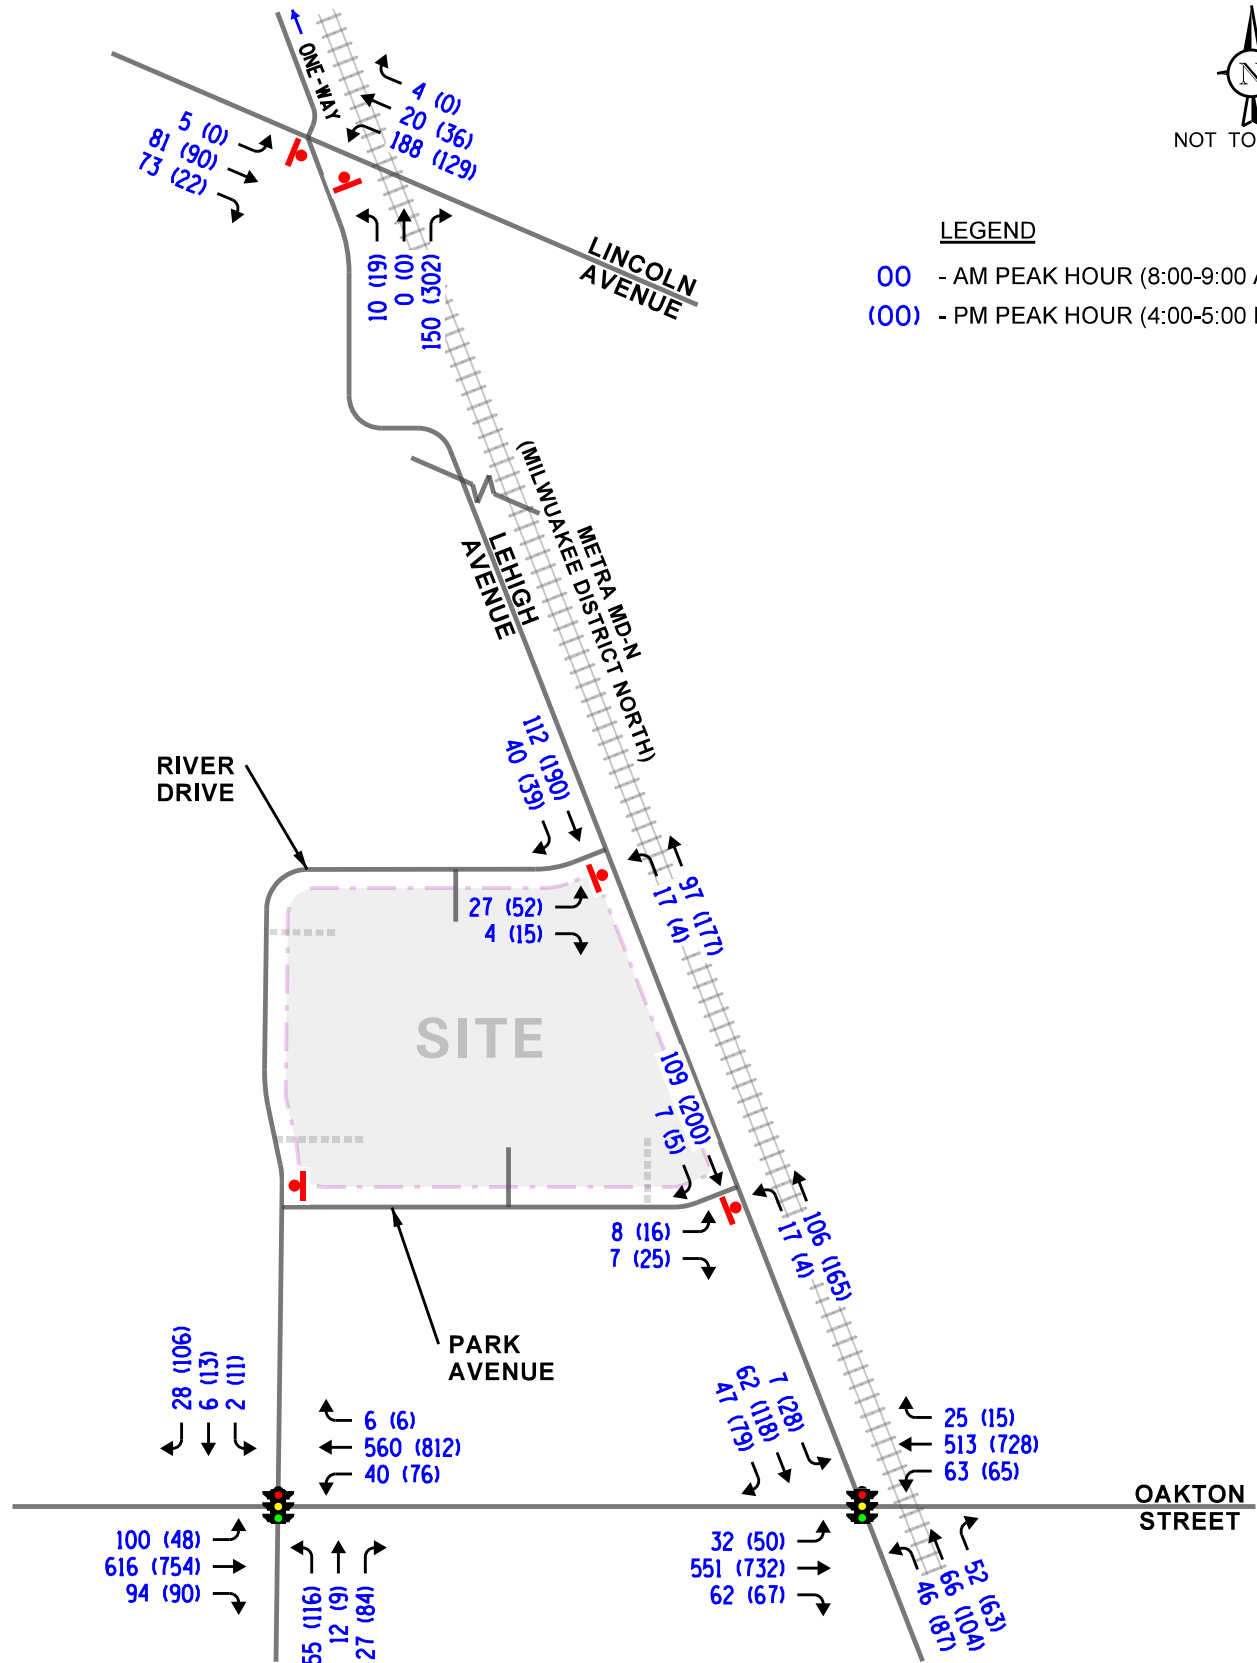 ONE-WAY
4 (0)
20 (36)
188 (129)
5 (0)
81 (90)
73 (22)
10 (19)
0 (0)
150 (302)
LINCOLN
AVENUE
N
NOT TO
LEGEND
00 - AM PEAK HOUR (8:00-9:00
(00) - PM PEAK HOUR (4:00-5:00
(MILWUAKEE DISTRICT NORTH)
METRA MD-N
LEHIGH
AVENUE
112 (190)
40 (39)
RIVER
DRIVE
27 (52)
4 (15)
97 (177)
17 (4)
SITE
109 (200)
7 (5)
8 (16)
7 (25)
106 (165)
17 (4)
PARK
AVENUE
28 (106)
6 (13)
2 (11)
6 (6)
560 (812)
40 (76)
7 (28)
62 (118)
47 (79)
25 (15)
513 (728)
63 (65)
OAKTON
STREET
100 (48)
616 (754)
94 (90)
55 (116)
12 (9)
27 (84)
32 (50)
551 (732)
62 (67)
46 (87)
66 (104)
52 (63)